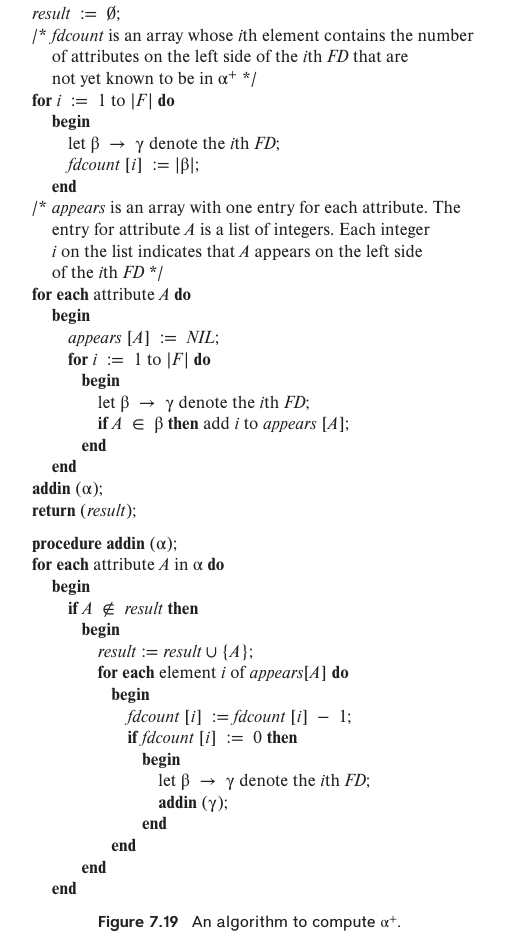 result := Ø;
/* fdcount is an array whose ith element contains the number
of attributes on the left side of the ith FD that are
not yet known to be in α⁺ */
for i := 1 to |F| do
begin
let β → γ denote the ith FD;
fdcount [i] := |β|;
end
/* appears is an array with one entry for each attribute. The
entry for attribute A is a list of integers. Each integer
i on the list indicates that A appears on the left side
of the ith FD */
for each attribute A do
begin
appears [A] := NIL;
for i := 1 to |F| do
begin
let β → γ denote the ith FD;
if A ∈ β then add i to appears [A];
end
end
addin (α);
return (result);
procedure addin (α);
for each attribute A in α do
begin
if A ∉ result then
begin
result := result ∪ {A};
for each element i of appears[A] do
begin
fdcount [i] := fdcount [i] − 1;
if fdcount [i] := 0 then
begin
let β → γ denote the ith FD;
addin (γ);
end
end
end
end
Figure 7.19 An algorithm to compute α⁺.